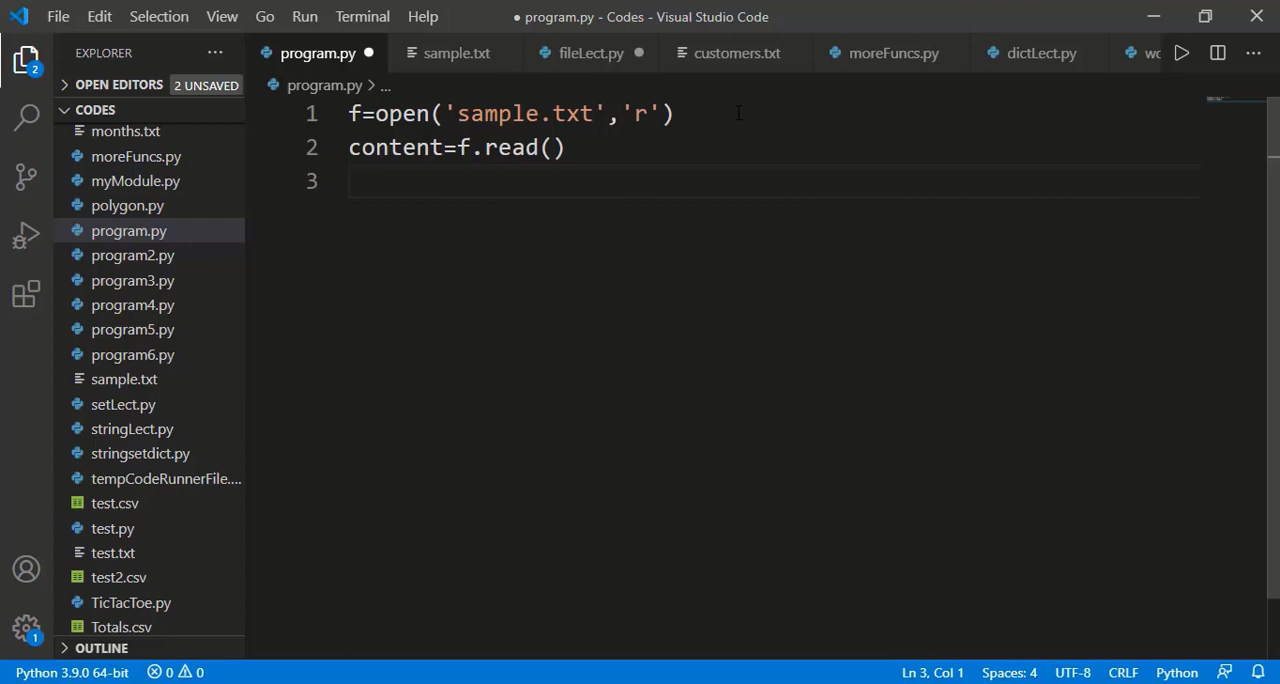 File Edit Selection View Go Run Terminal Help ● program.py - Codes - Visual Studio Code
EXPLORER ··· program.py ● sample.txt fileLect.py ● customers.txt moreFuncs.py dictLect.py wo ···
OPEN EDITORS 2 UNSAVED
program.py > ...
CODES
months.txt
moreFuncs.py
myModule.py
polygon.py
program.py
program2.py
program3.py
program4.py
program5.py
program6.py
sample.txt
setLect.py
stringLect.py
stringsetdict.py
tempCodeRunnerFile....
test.csv
test.py
test.txt
test2.csv
TicTacToe.py
Totals.csv
OUTLINE
2
1
1 f=open('sample.txt','r')
2 content=f.read()
3
Python 3.9.0 64-bit 0 0 Ln 3, Col 1 Spaces: 4 UTF-8 CRLF Python